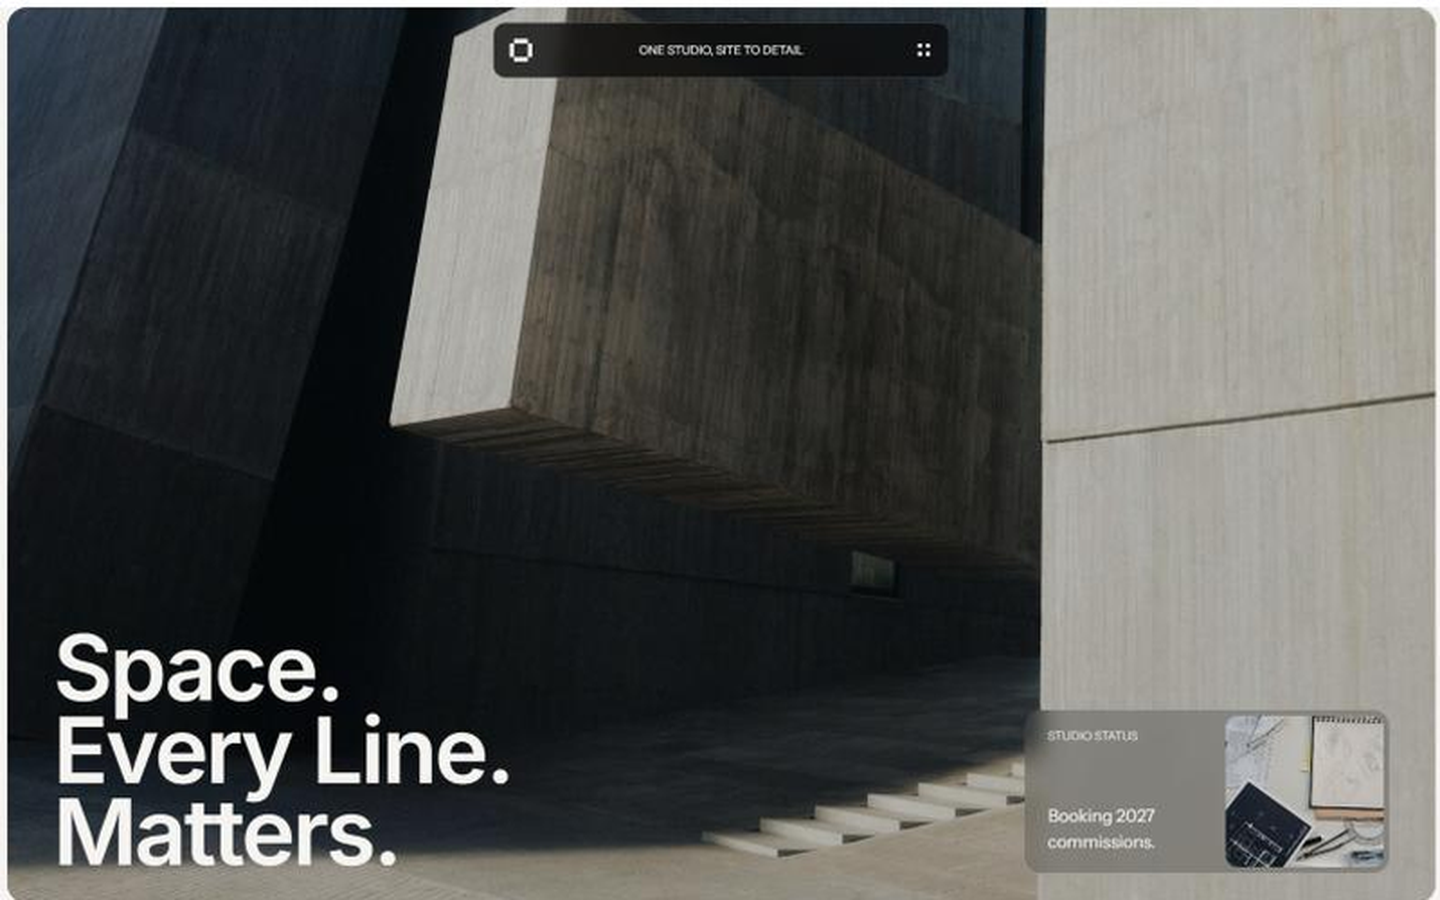 ONE STUDIO, SITE TO DETAIL
Space.
Every Line.
Matters.
STUDIO STATUS
Booking 2027
commissions.